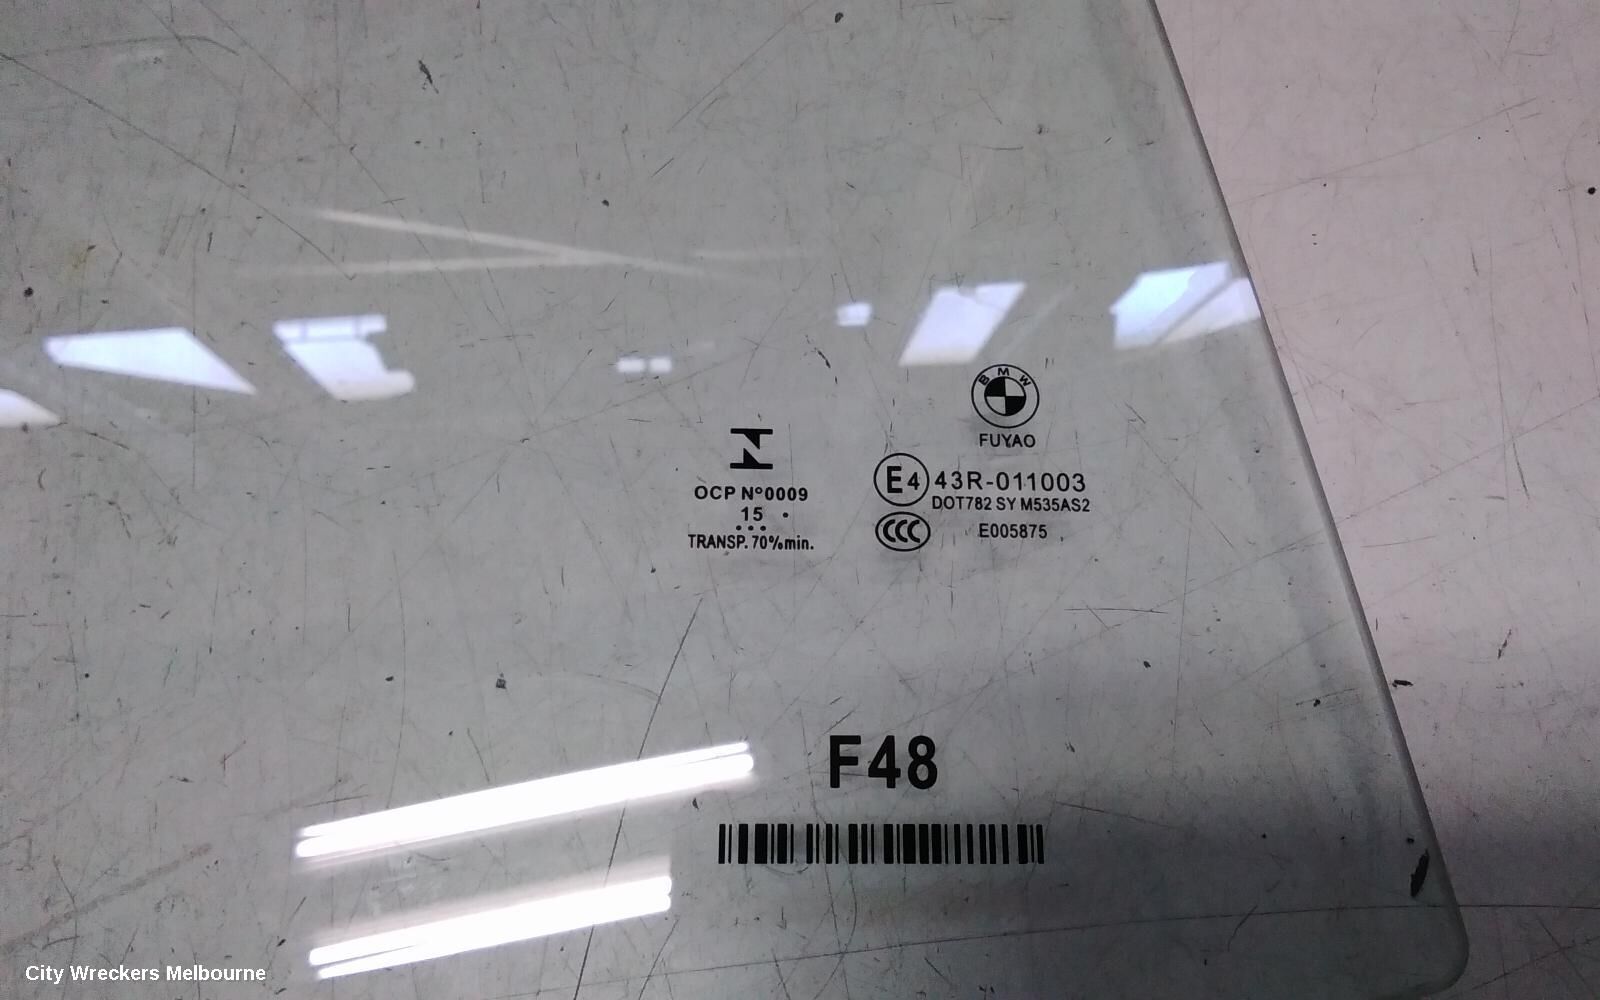 BMW
FUYAO
OCP Nº0009
15
TRANSP. 70%min.
E4 43R-011003
DOT782 SY M535AS2
CCC E005875
F48
City Wreckers Melbourne